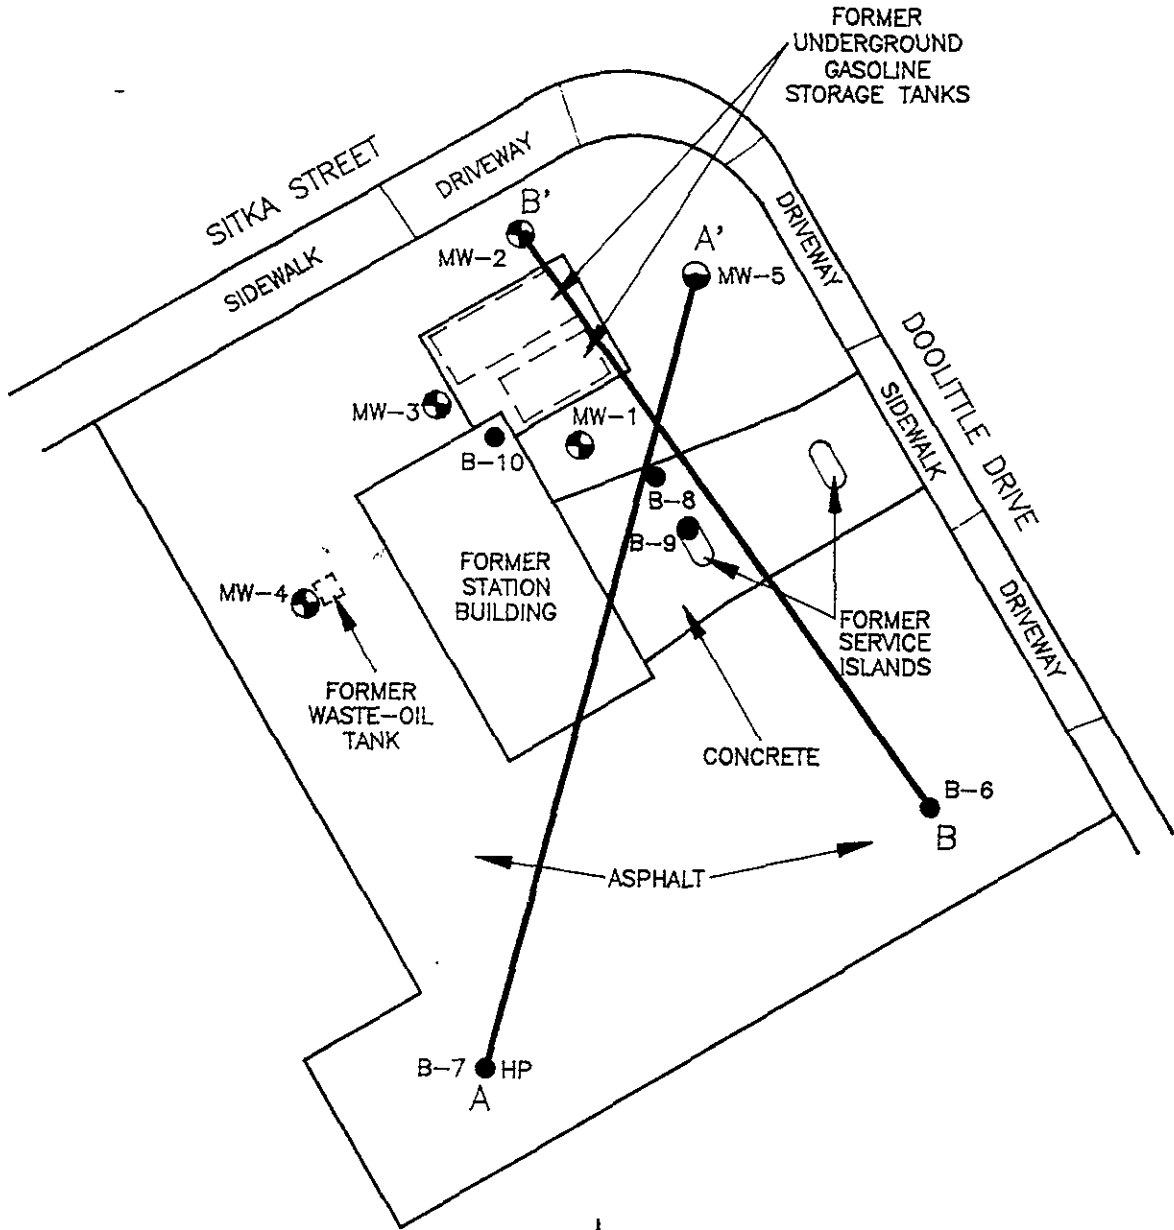 FORMER
UNDERGROUND
GASOLINE
STORAGE TANKS
SITKA STREET
DRIVEWAY
SIDEWALK
B'
MW-2
A'
MW-5
DRIVEWAY
DOOLITTLE DRIVE
SIDEWALK
DRIVEWAY
MW-3
MW-1
B-10
B-8
B-9
FORMER
STATION
BUILDING
MW-4
FORMER
WASTE-OIL
TANK
FORMER
SERVICE
ISLANDS
CONCRETE
B-6
B
ASPHALT
B-7
HP
A